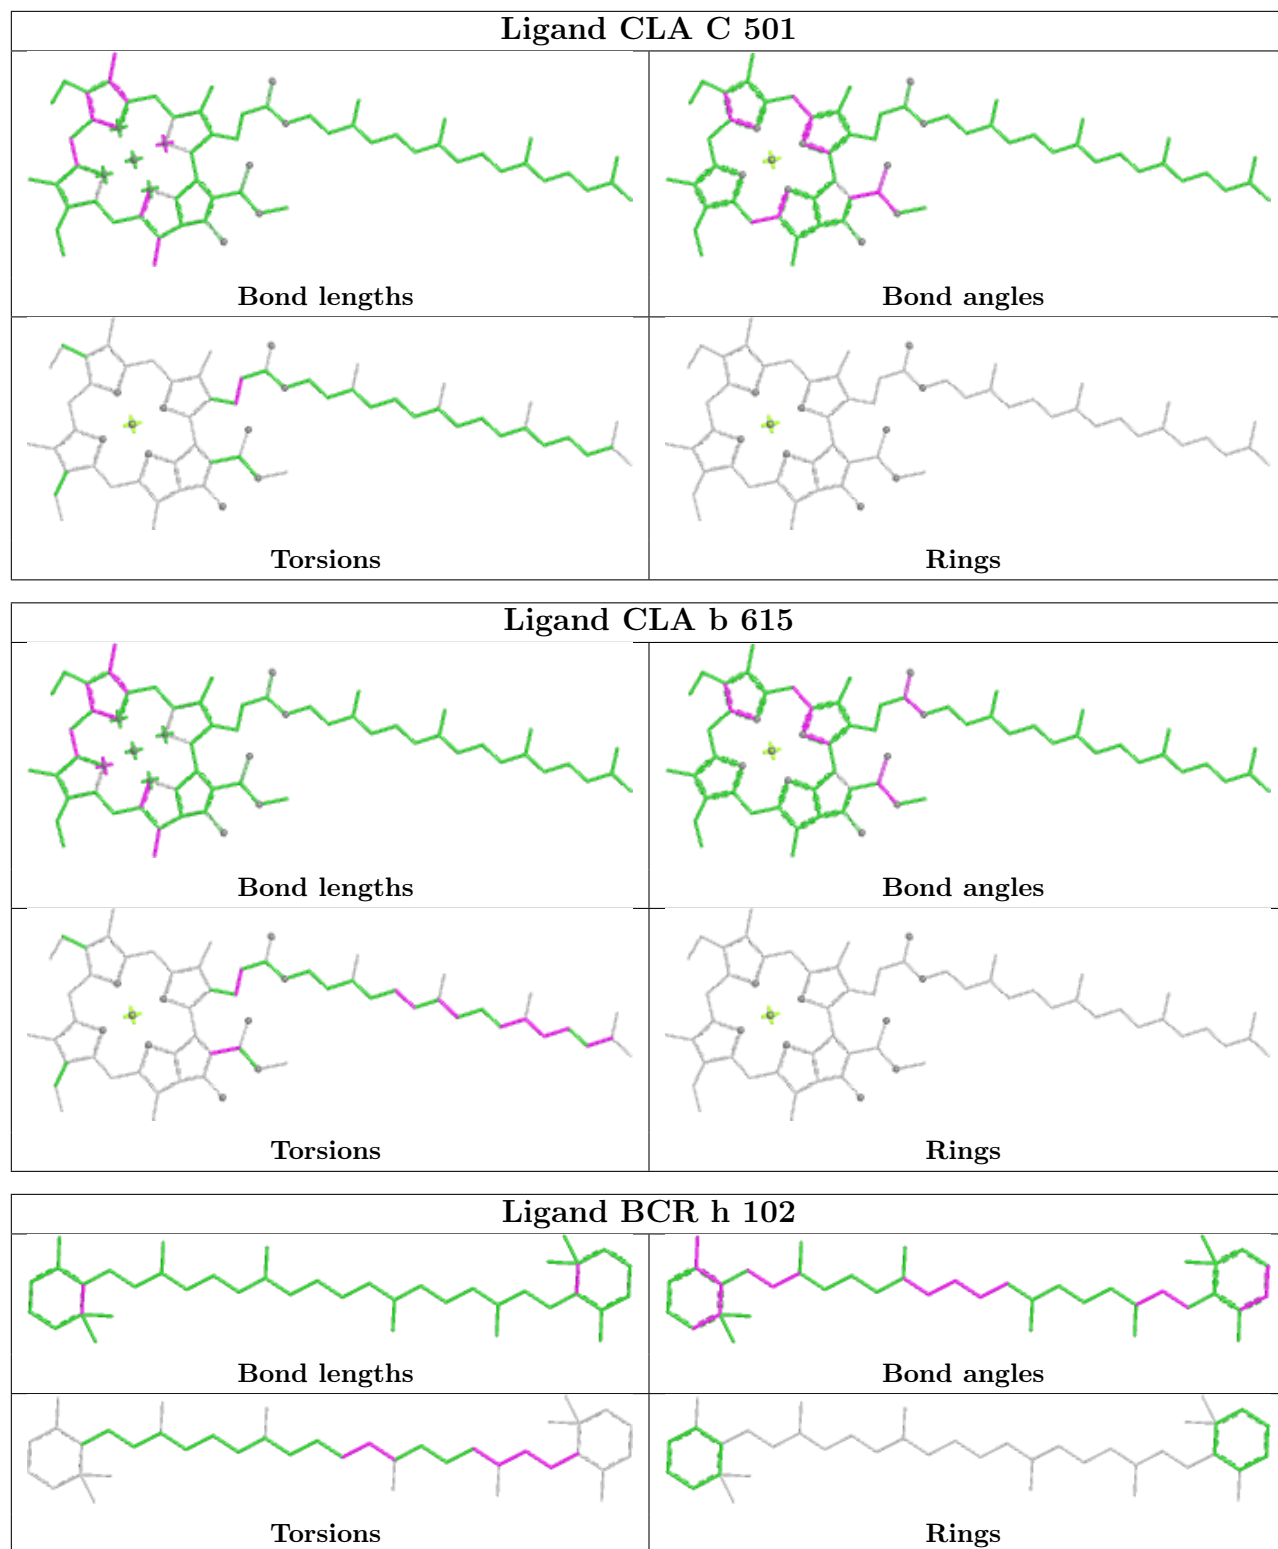 Ligand CLA C 501
Bond lengths
Bond angles
Torsions
Rings
Ligand CLA b 615
Bond lengths
Bond angles
Torsions
Rings
Ligand BCR h 102
Bond lengths
Bond angles
Torsions
Rings